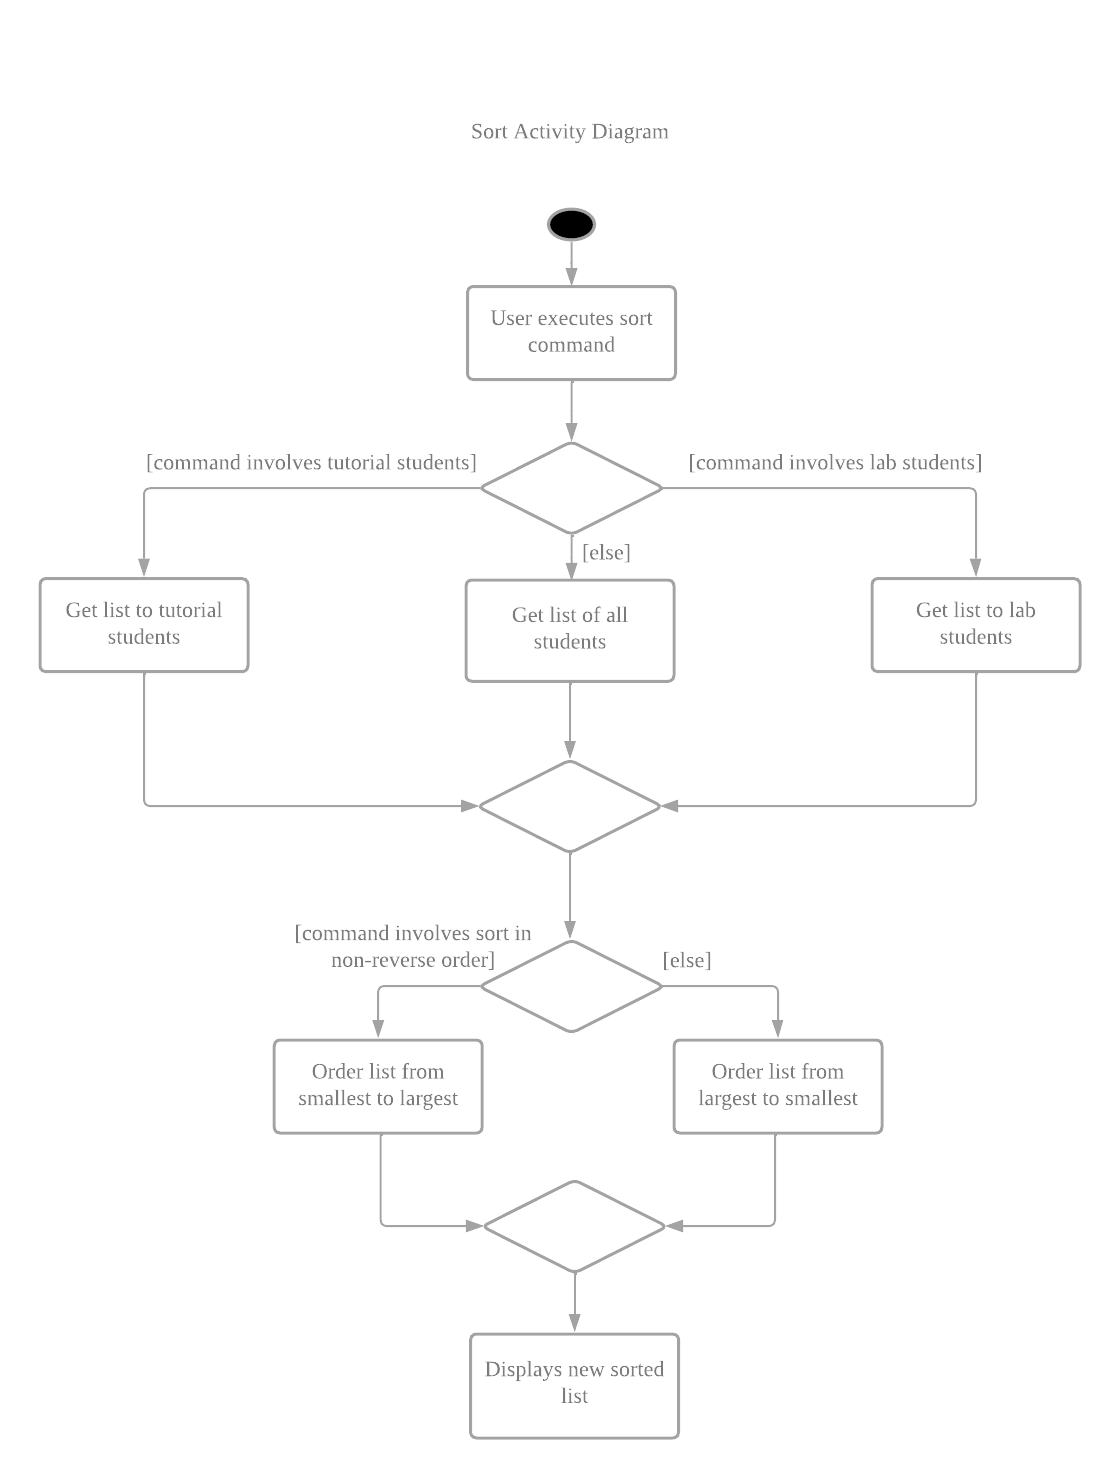 Sort Activity Diagram
User executes sort
command
[command involves tutorial students]
[command involves lab students]
[else]
Get list to tutorial
students
Get list of all
students
Get list to lab
students
[command involves sort in
non-reverse order]
[else]
Order list from
smallest to largest
Order list from
largest to smallest
Displays new sorted
list